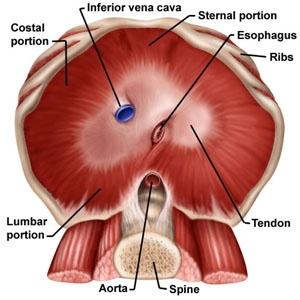 Inferior vena cava
Sternal portion
Costal
portion
Esophagus
Ribs
Lumbar
portion
Tendon
Aorta
Spine